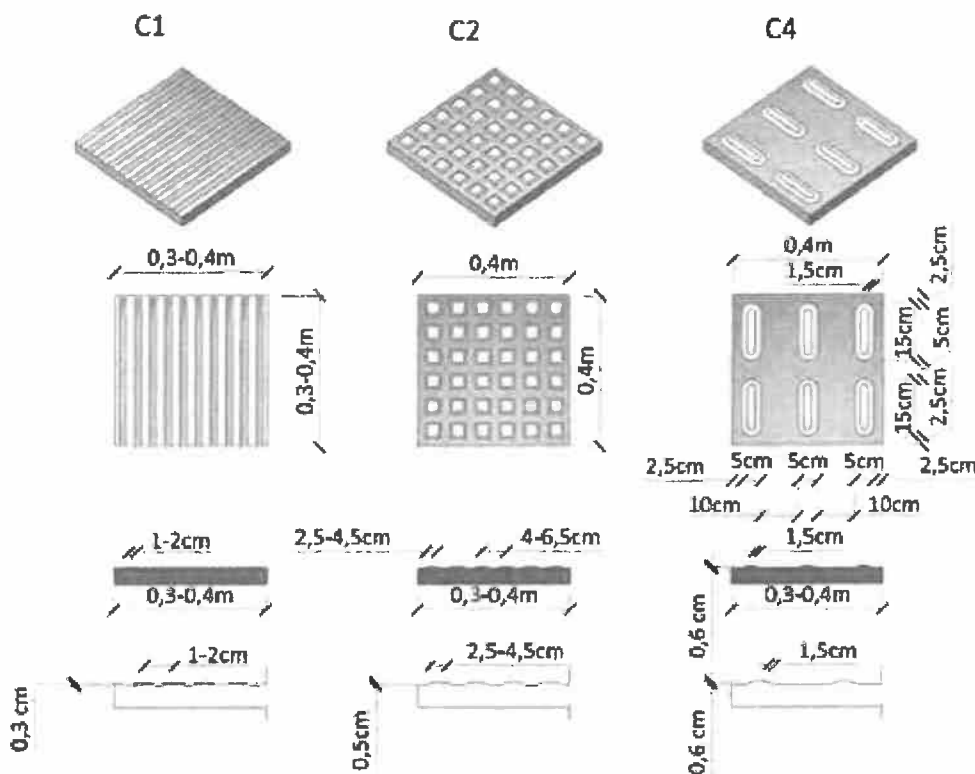 C1 C2 C4
0,3-0,4m 0,4m 0,4m
1,5cm 2,5cm
0,3-0,4m 0,4m 15cm 5cm
15cm 2,5cm
2,5cm 5cm 5cm 5cm 2,5cm
10cm 10cm
1-2cm 2,5-4,5cm 4-6,5cm 1,5cm
0,3-0,4m 0,3-0,4m 0,3-0,4m
0,6 cm
1-2cm 2,5-4,5cm 1,5cm
0,3 cm 0,5cm 0,6 cm